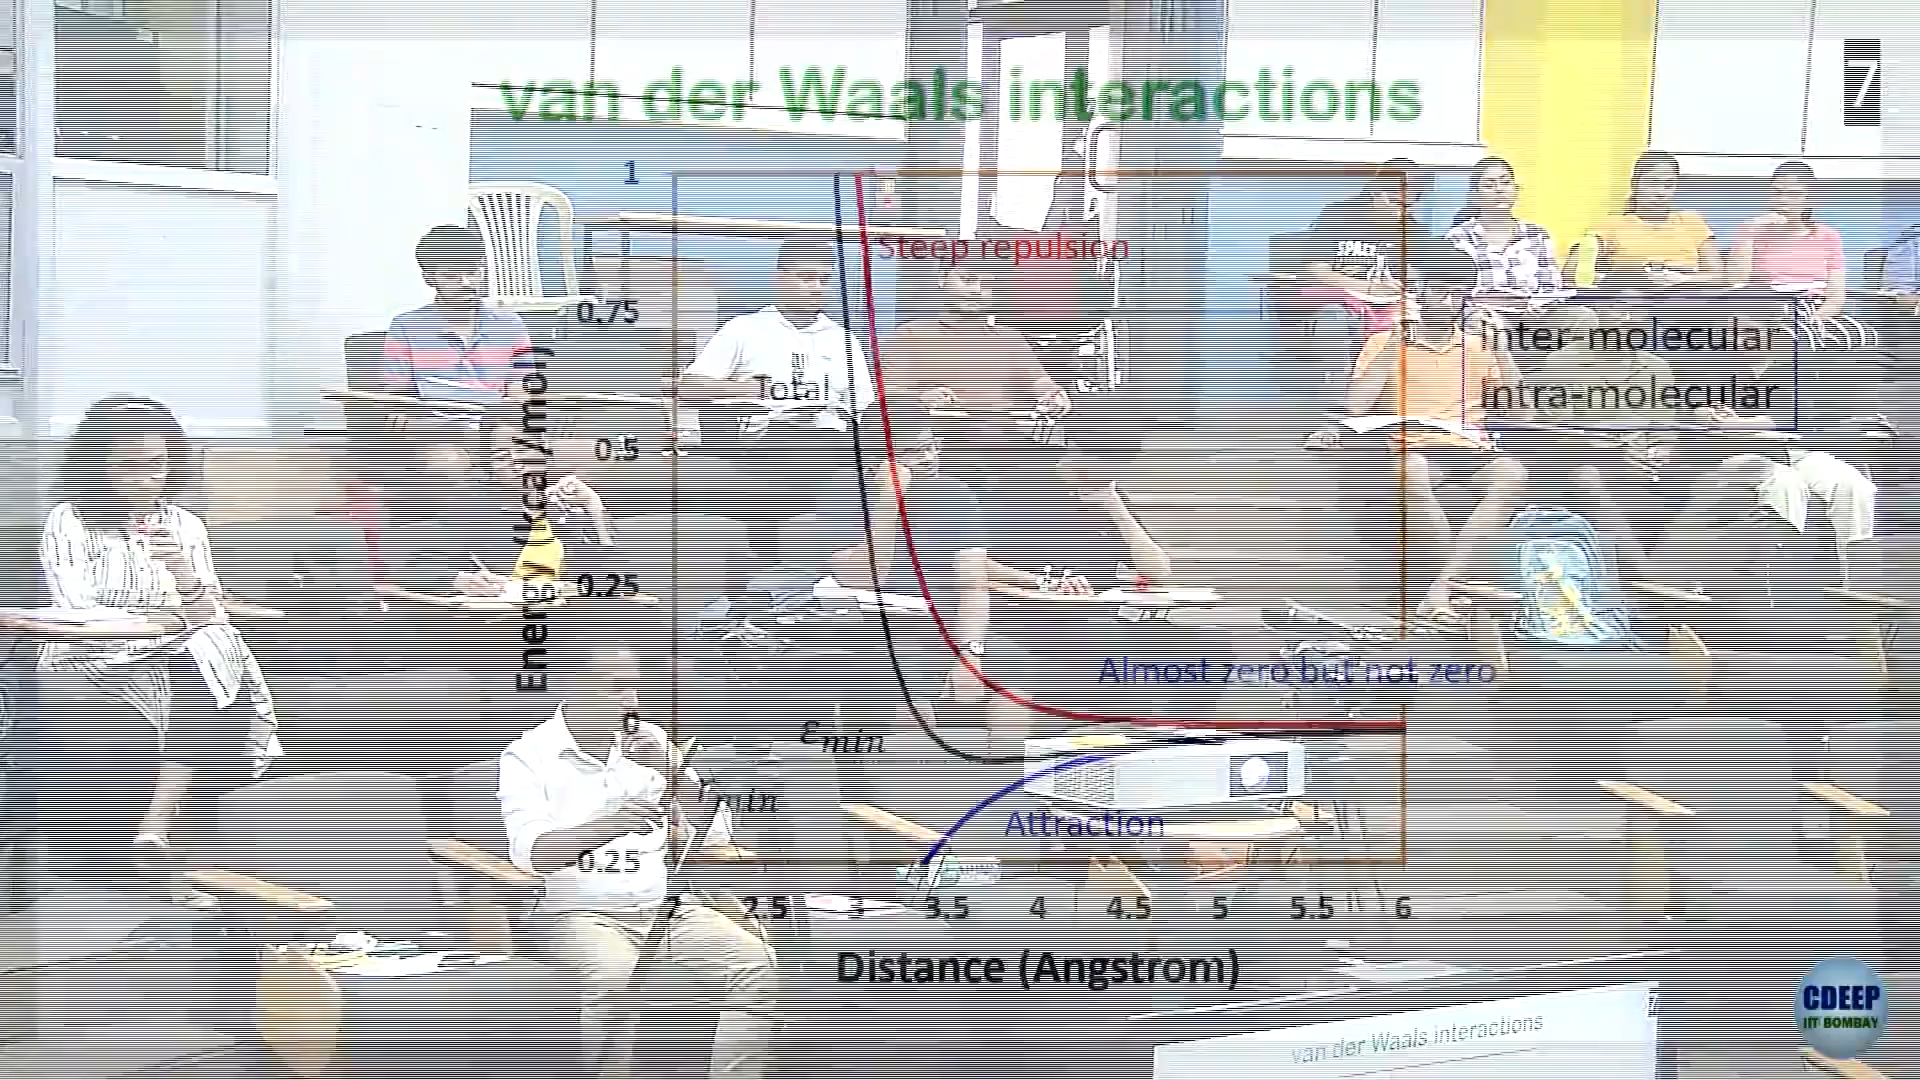 van der Waals interactions
7
1
Steep repulsion
0.75
Inter-molecular
Total
Intra-molecular
0.5
Energy (kcal/mol)
0.25
Almost zero but not zero
0
εmin
rmin
Attraction
-0.25
2 2.5 3 3.5 4 4.5 5 5.5 6
Distance (Angstrom)
CDEEP
IIT BOMBAY
van der Waals interactions